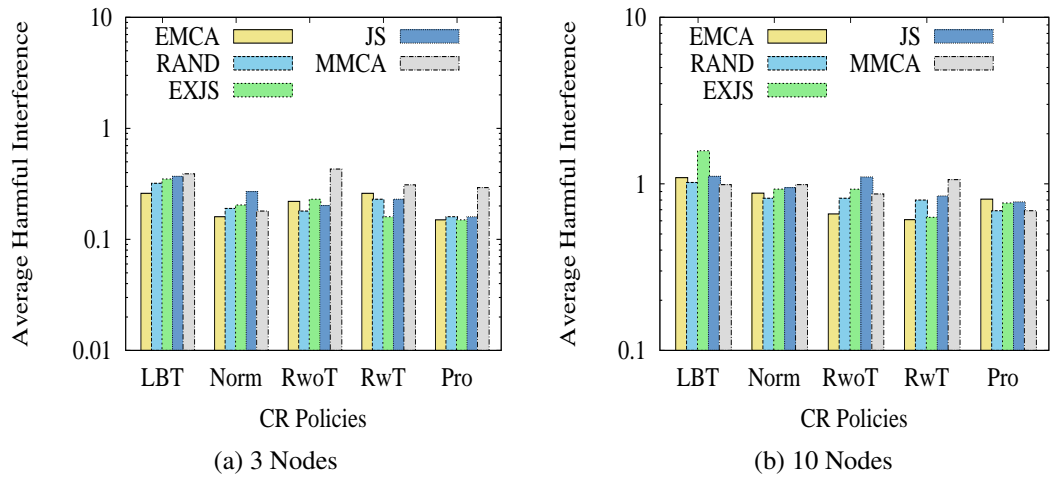 Average Harmful Interference
10
1
0.1
0.01
EMCA
RAND
EXJS
JS
MMCA
LBT Norm RwoT RwT Pro
CR Policies
(a) 3 Nodes
Average Harmful Interference
10
1
0.1
EMCA
RAND
EXJS
JS
MMCA
LBT Norm RwoT RwT Pro
CR Policies
(b) 10 Nodes